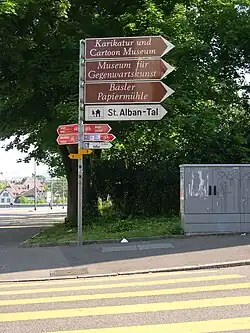 Karikatur und
Cartoon Museum
Museum für
Gegenwartskunst
Basler
Papiermühle
St. Alban-Tal